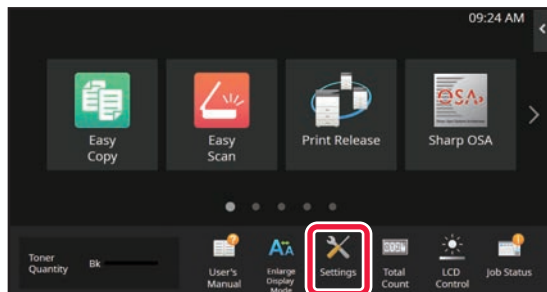 09:24 AM
Easy
Copy
Easy
Scan
Print Release
OSA
Sharp OSA
Toner
Quantity
Bk
User's
Manual
Enlarge
Display
Mode
Settings
Total
Count
LCD
Control
Job Status